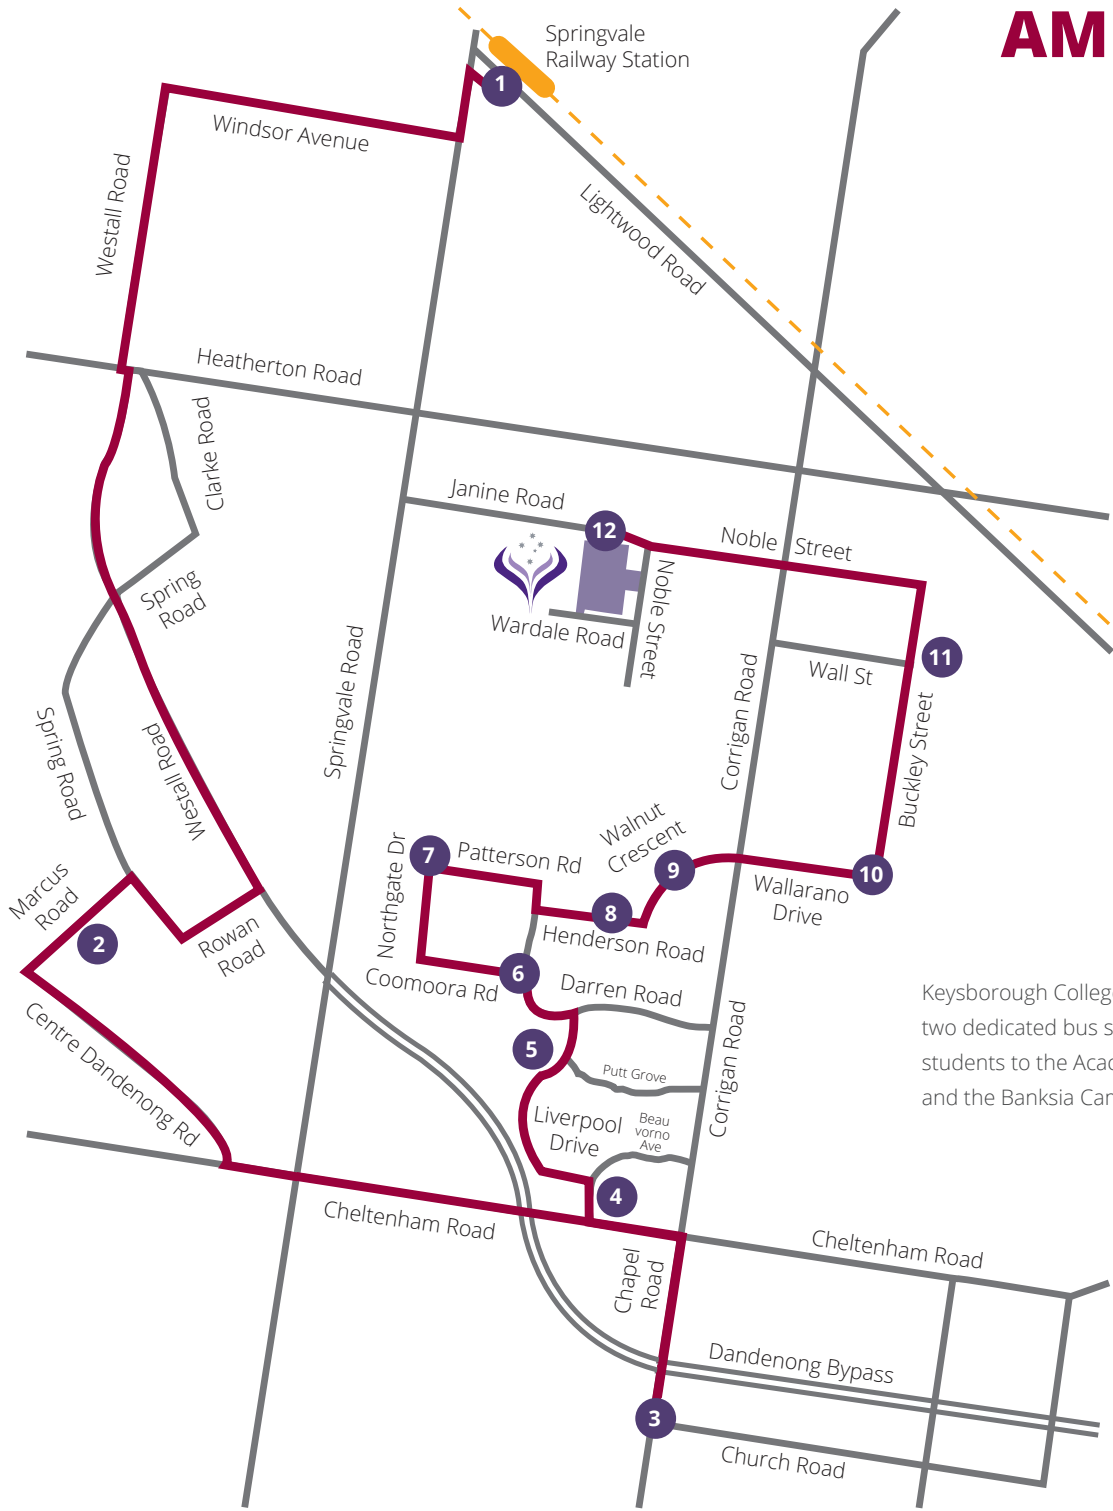 AM
Springvale
Railway Station
1
Windsor Avenue
Westall Road
Lightwood Road
Heatherton Road
Clarke Road
Janine Road
12
Noble Street
Noble Street
Spring
Road
Wardale Road
Wall St
11
Springvale Road
Corrigan Road
Buckley Street
Spring Road
Westall Road
Walnut
Crescent
Northgate Dr
7
Patterson Rd
9
10
Wallarano
Drive
Marcus
Road
2
Rowan
Road
8
Henderson Road
6
Coomoora Rd
Darren Road
Keysborough Colleg
two dedicated bus s
students to the Acad
and the Banksia Cam
Centre Dandenong Rd
5
Putt Grove
Corrigan Road
Liverpool
Drive
Beau
vorno
Ave
4
Cheltenham Road
Cheltenham Road
Chapel
Road
Dandenong Bypass
3
Church Road